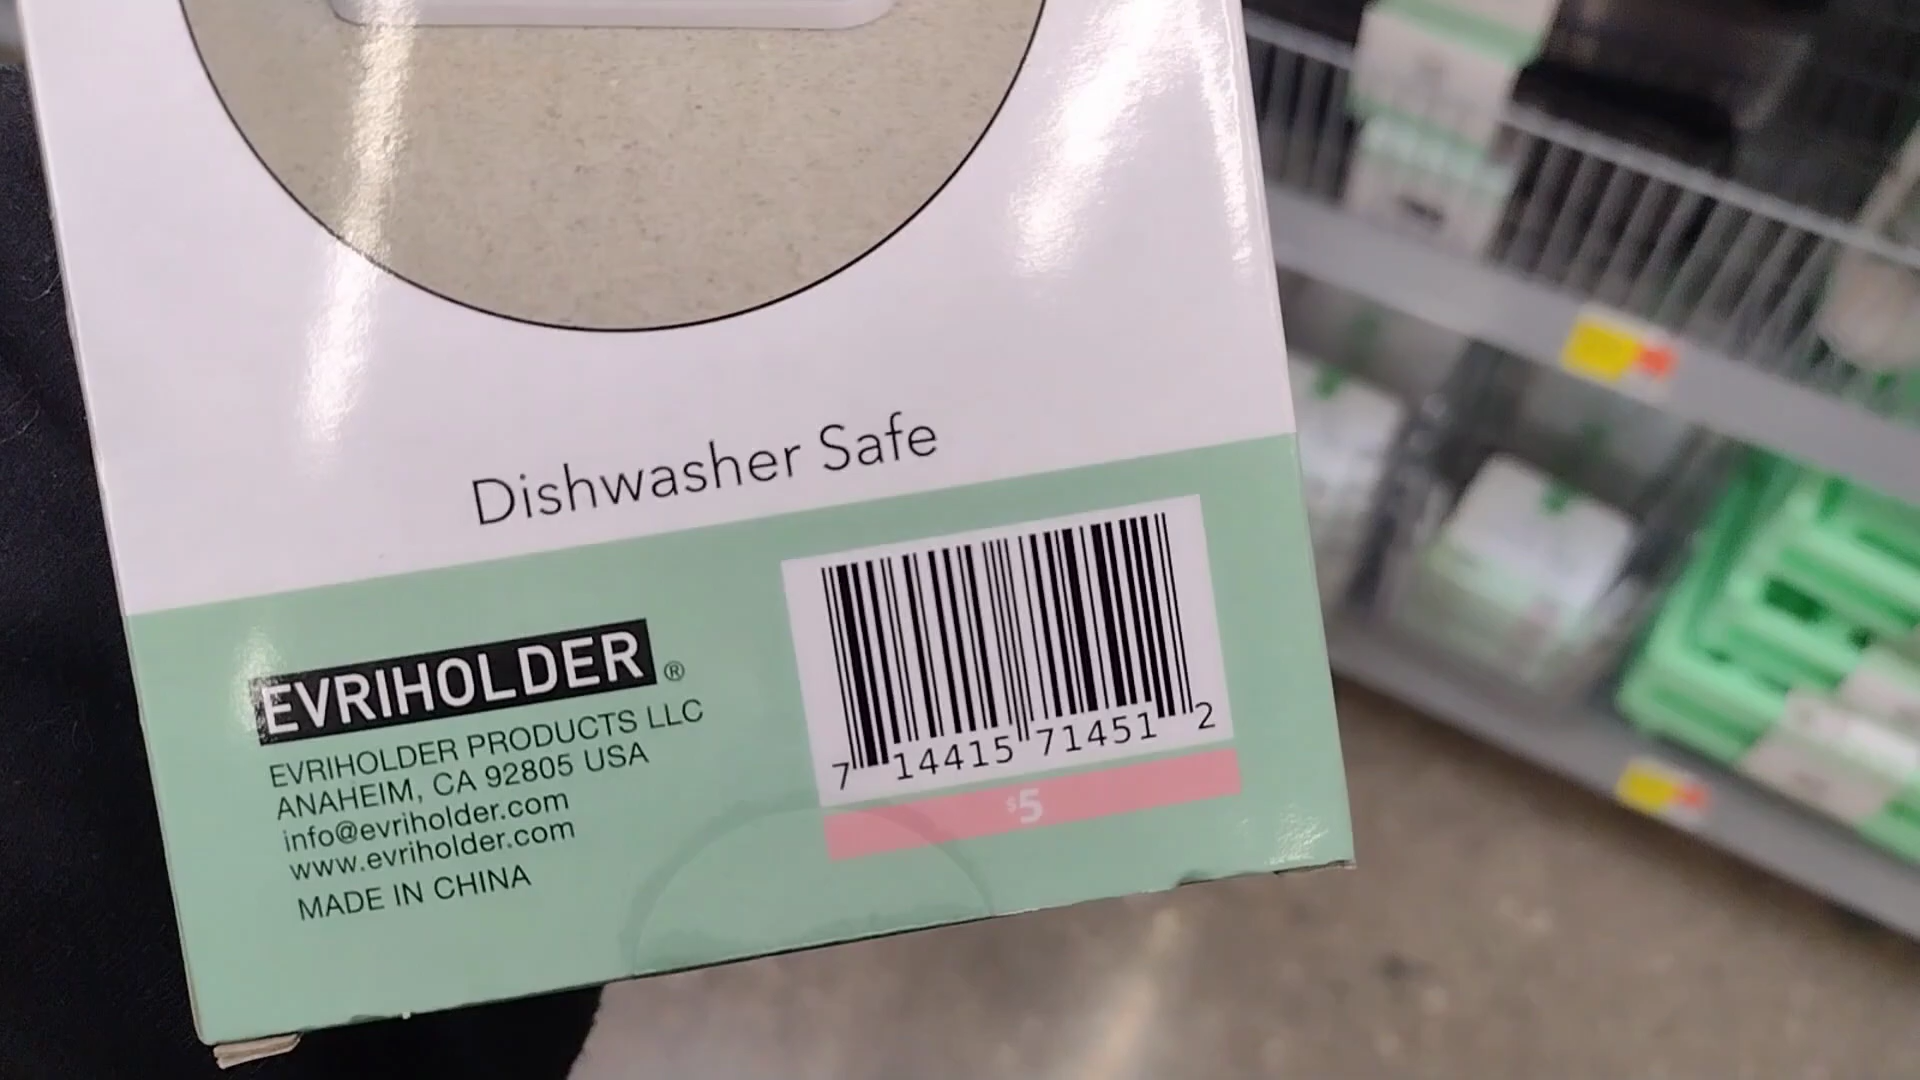 Dishwasher Safe
EVRIHOLDER®
EVRIHOLDER PRODUCTS LLC
ANAHEIM, CA 92805 USA
info@evriholder.com
www.evriholder.com
MADE IN CHINA
7 14415 71451 2
$5